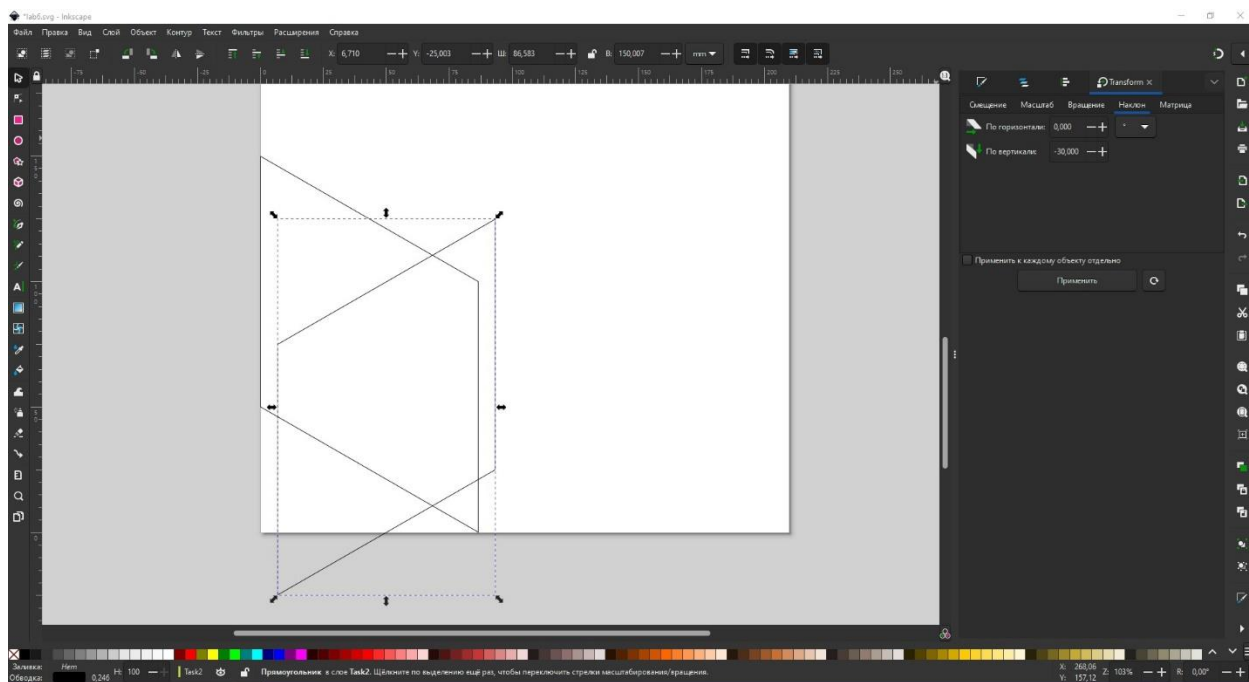 *lab6.svg - Inkscape
Файл Правка Вид Слой Объект Контур Текст Фильтры Расширения Справка
X: 6,710 Y: -25,003 Ш: 86,583 В: 150,007 mm
Transform
Смещение Масштаб Вращение Наклон Матрица
По горизонтали: 0,000 °
По вертикали: -30,000
Применить к каждому объекту отдельно
Применить
Заливка: Нет
Обводка: 0,246 Н: 100 Task2 Прямоугольник в слое Task2. Щёлкните по выделению ещё раз, чтобы переключить стрелки масштабирования/вращения.
X: 268,06
Y: 157,12 Z: 103% R: 0,00°